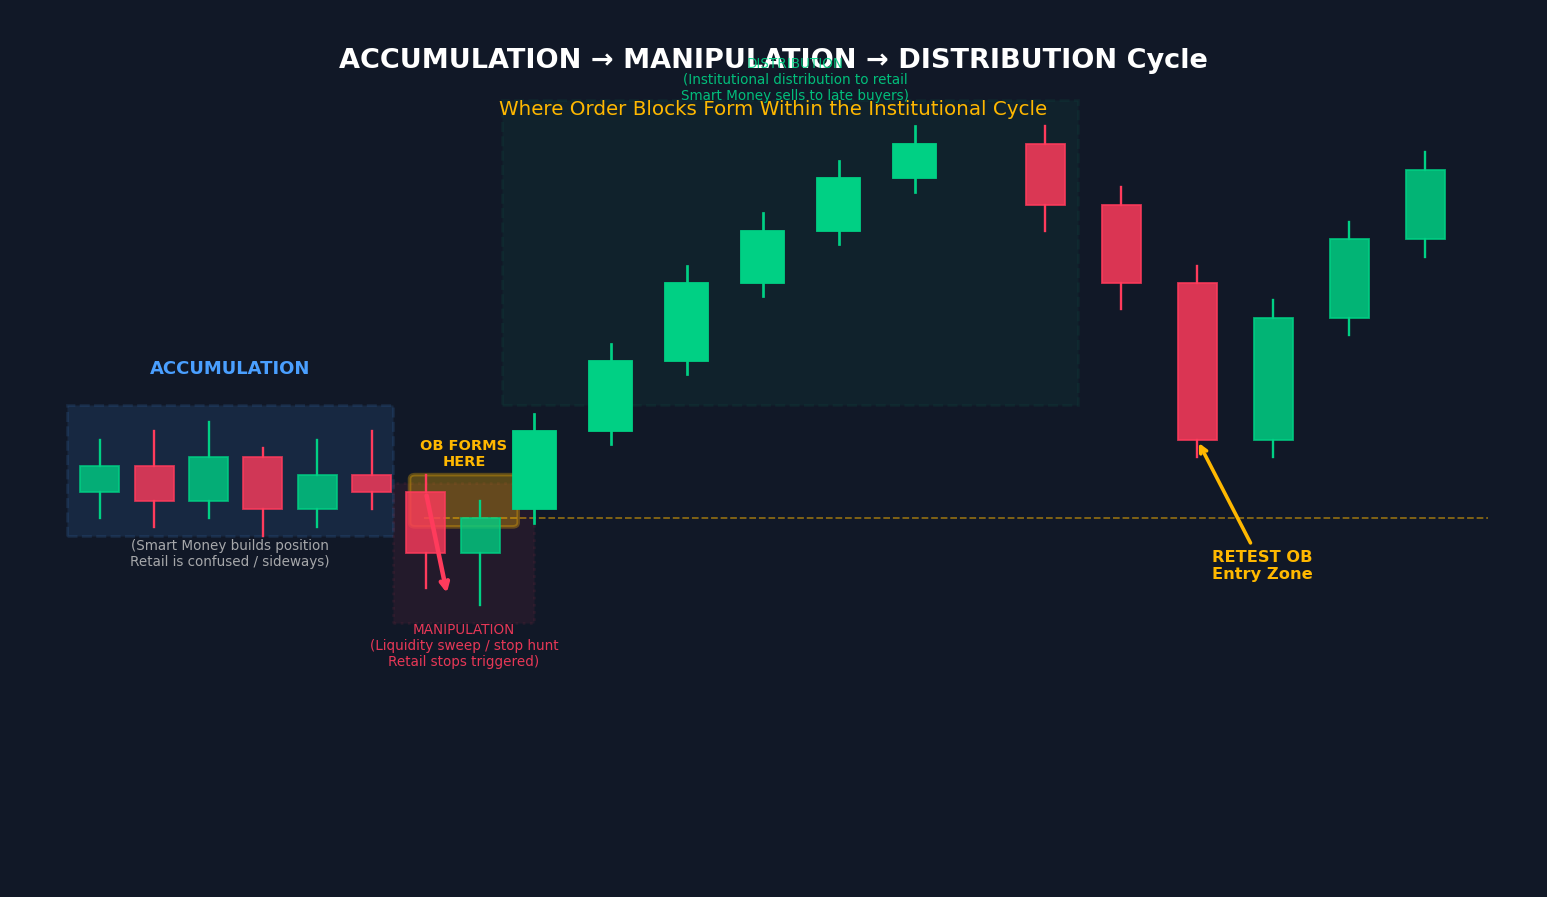 ACCUMULATION → MANIPULATION → DISTRIBUTION Cycle
DISTRIBUTION
(Institutional distribution to retail
Smart Money sells to late buyers)
Where Order Blocks Form Within the Institutional Cycle
ACCUMULATION
OB FORMS
HERE
(Smart Money builds position
Retail is confused / sideways)
RETEST OB
Entry Zone
MANIPULATION
(Liquidity sweep / stop hunt
Retail stops triggered)